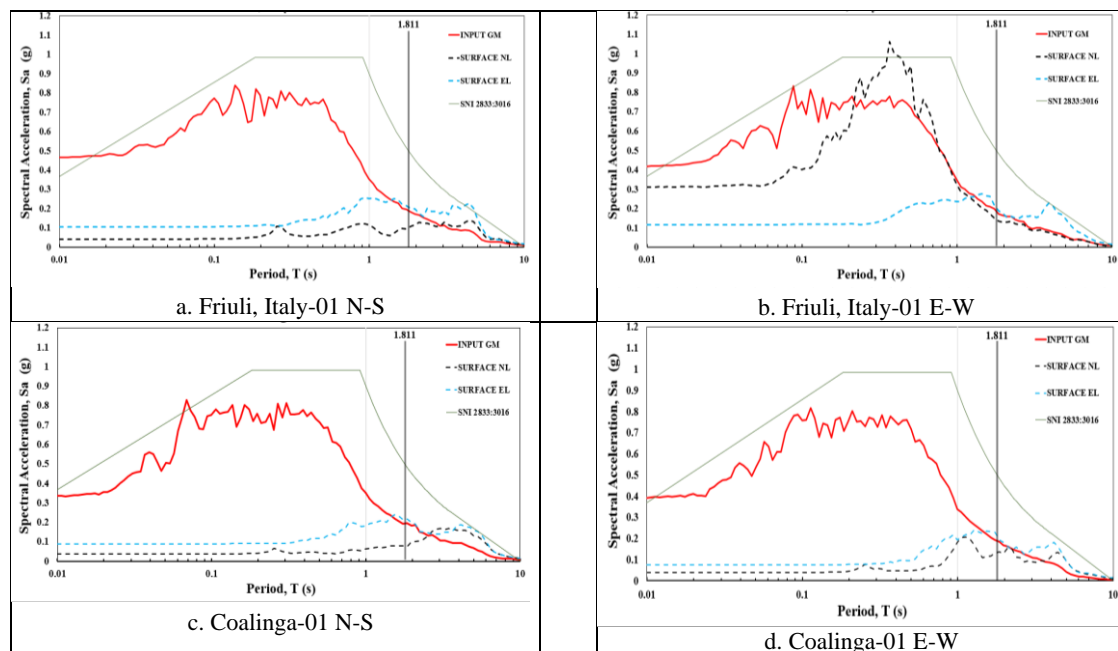 1.2
1.1
1
0.9
0.8
0.7
0.6
0.5
0.4
0.3
0.2
0.1
0
Spectral Acceleration, Sa (g)
1.811
INPUT GM
SURFACE NL
SURFACE EL
SNI 2833:3016
0.01 0.1 1 10
Period, T (s)
a. Friuli, Italy-01 N-S
1.2
1.1
1
0.9
0.8
0.7
0.6
0.5
0.4
0.3
0.2
0.1
0
Spectral Acceleration, Sa (g)
1.811
INPUT GM
SURFACE NL
SURFACE EL
SNI 2833:3016
0.01 0.1 1 10
Period, T (s)
b. Friuli, Italy-01 E-W
1.2
1.1
1
0.9
0.8
0.7
0.6
0.5
0.4
0.3
0.2
0.1
0
Spectral Acceleration, Sa (g)
1.811
INPUT GM
SURFACE NL
SURFACE EL
SNI 2833:3016
0.01 0.1 1 10
Period, T (s)
c. Coalinga-01 N-S
1.2
1.1
1
0.9
0.8
0.7
0.6
0.5
0.4
0.3
0.2
0.1
0
Spectral Acceleration, Sa (g)
1.811
INPUT GM
SURFACE NL
SURFACE EL
SNI 2833:3016
0.01 0.1 1 10
Period, T (s)
d. Coalinga-01 E-W